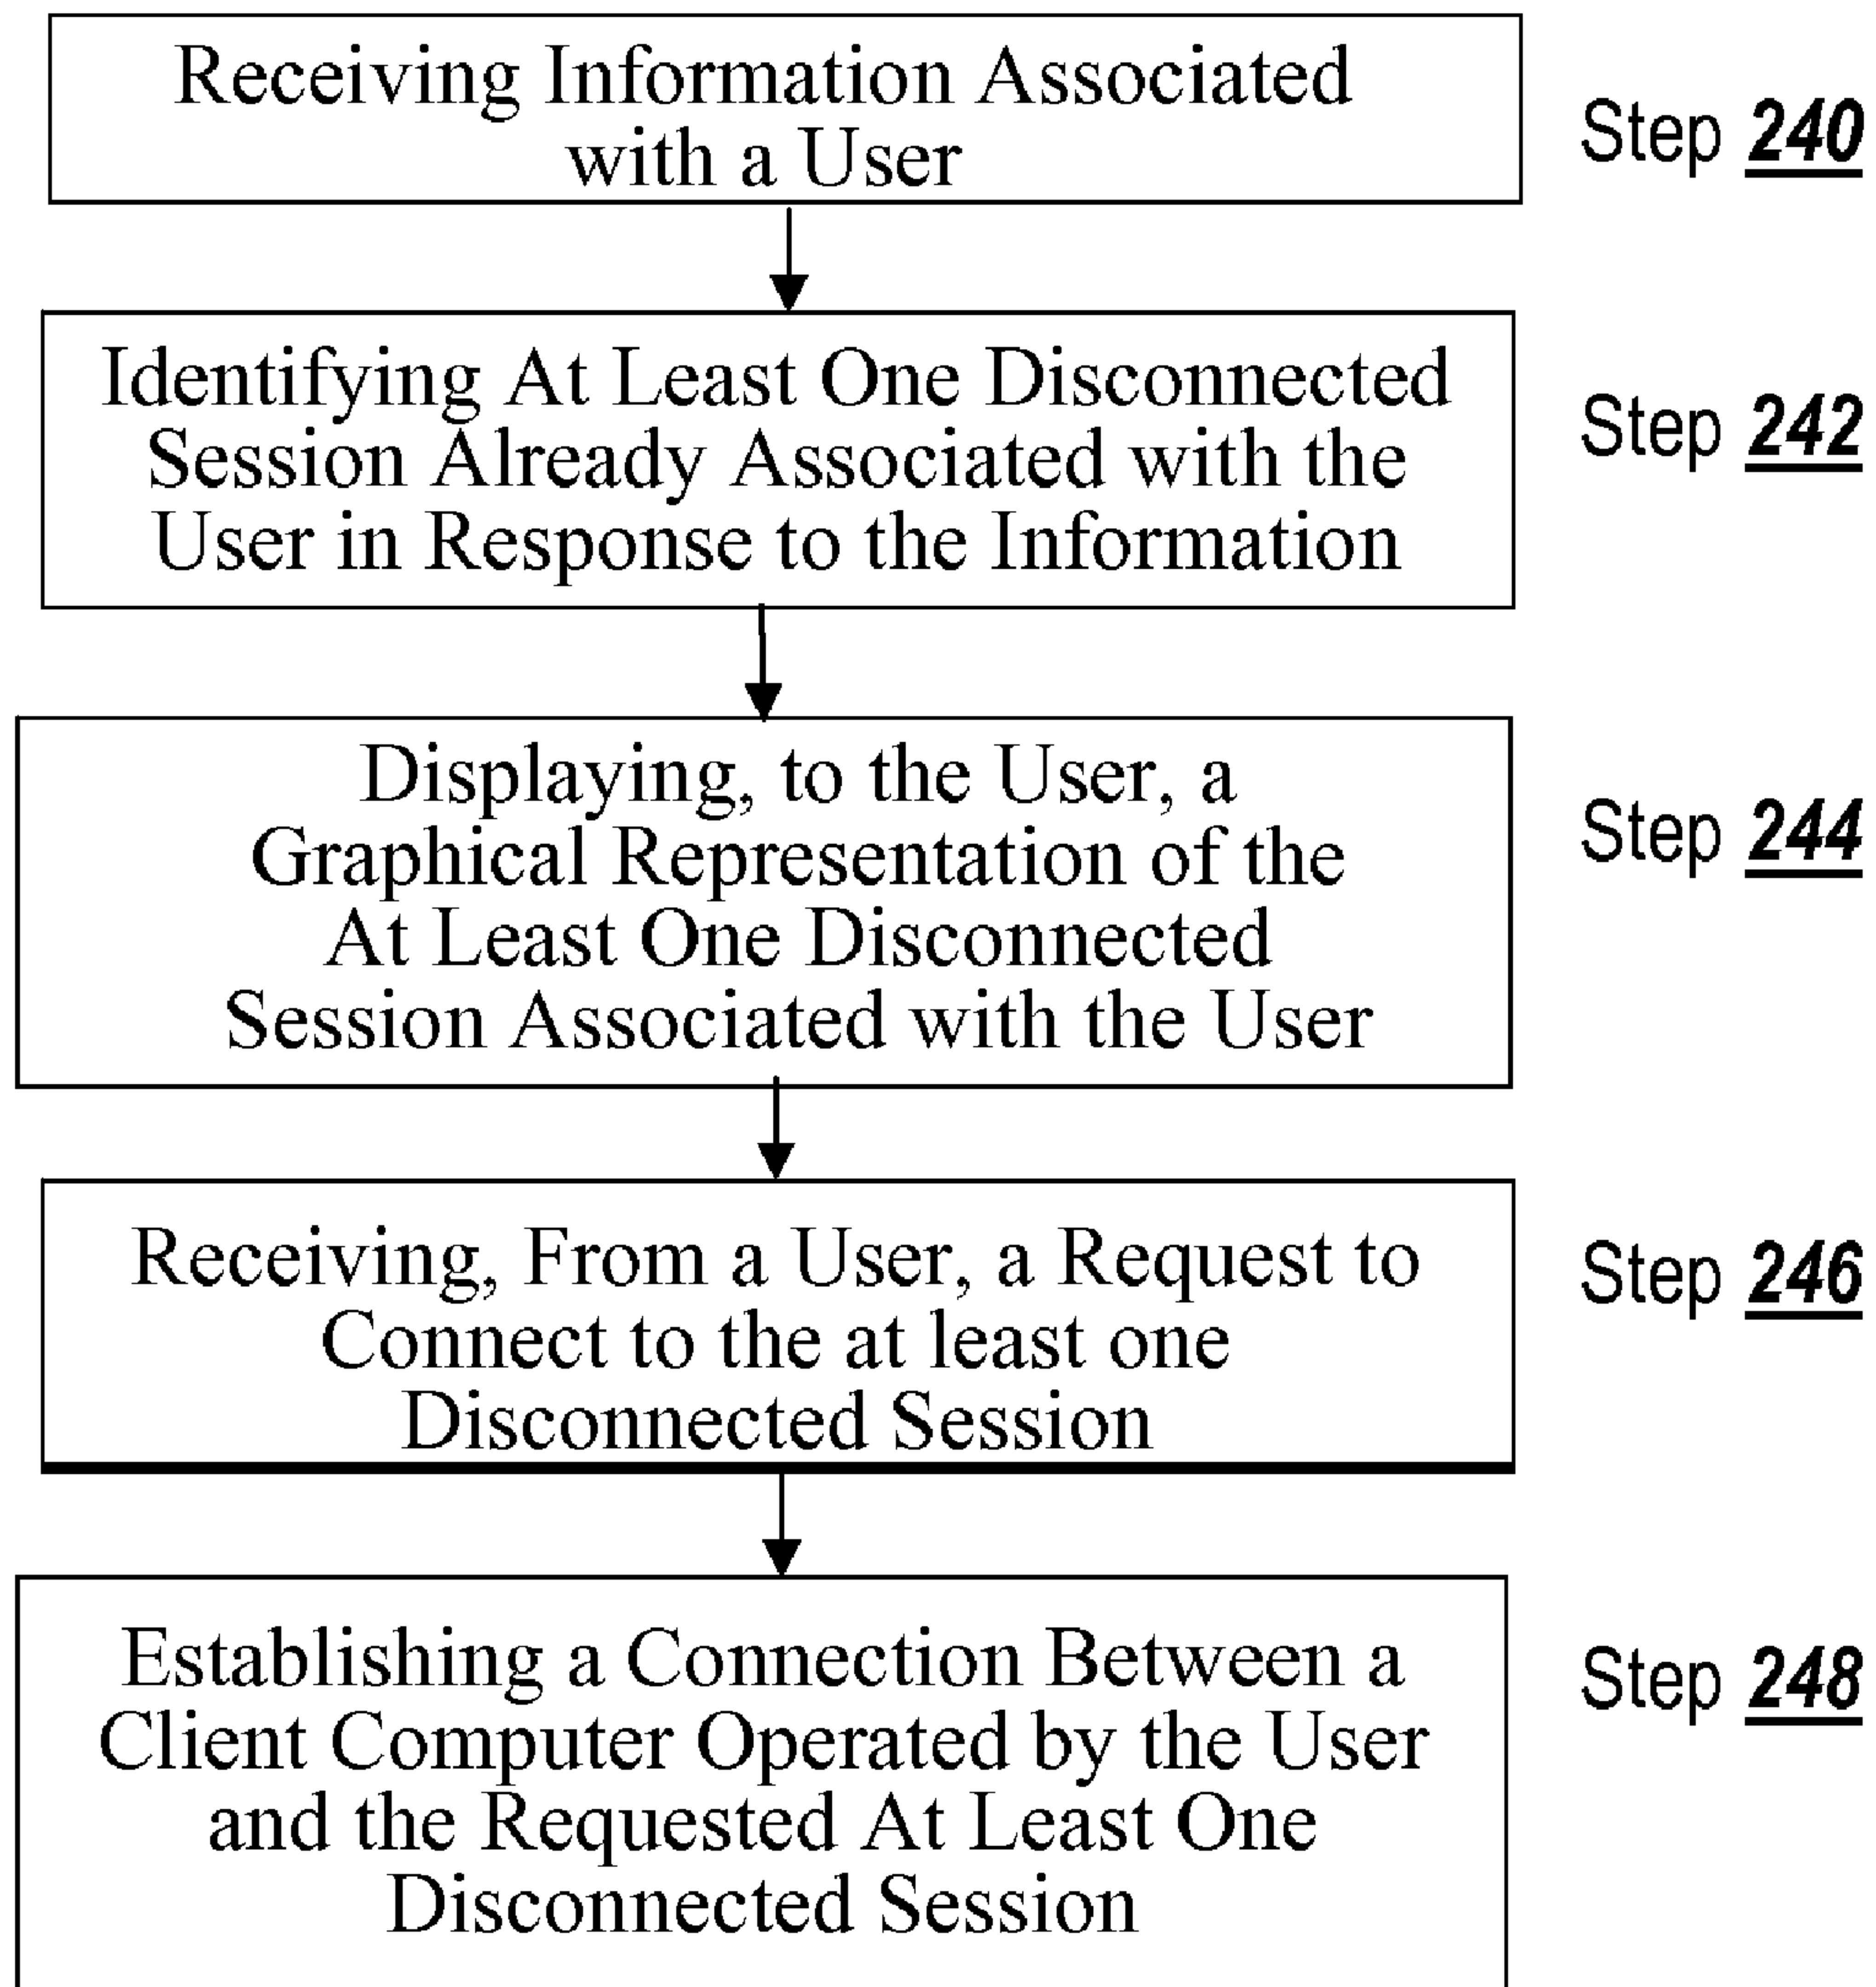 Receiving Information Associated
with a User
Step 240
Identifying At Least One Disconnected
Session Already Associated with the
User in Response to the Information
Step 242
Displaying, to the User, a
Graphical Representation of the
At Least One Disconnected
Session Associated with the User
Step 244
Receiving, From a User, a Request to
Connect to the at least one
Disconnected Session
Step 246
Establishing a Connection Between a
Client Computer Operated by the User
and the Requested At Least One
Disconnected Session
Step 248